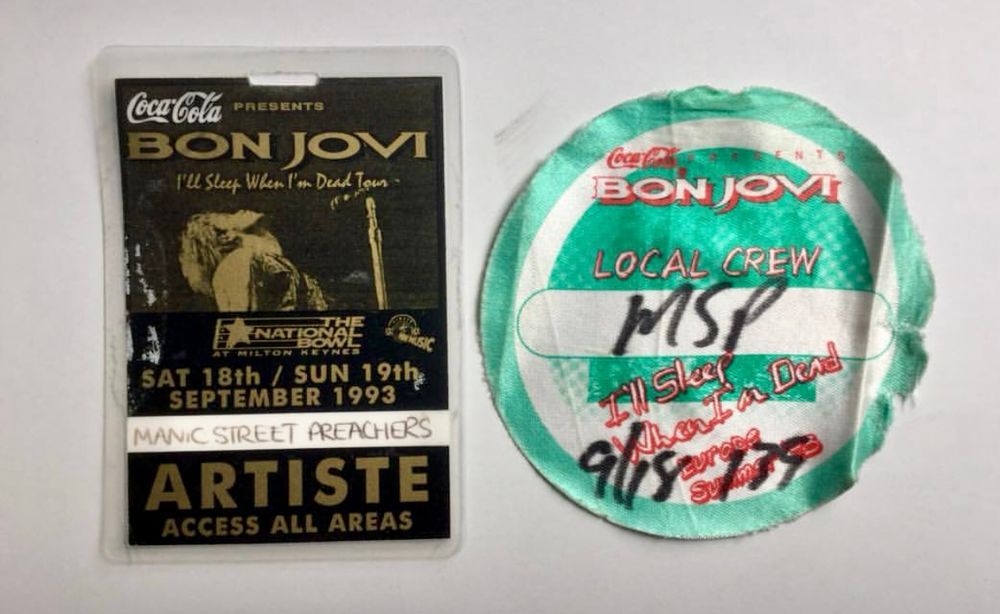 Coca-Cola PRESENTS
BON JOVI
I'll Sleep When I'm Dead Tour
THE
NATIONAL
BOWL
AT MILTON KEYNES
MUSIC
SAT 18th / SUN 19th
SEPTEMBER 1993
MANIC STREET PREACHERS
ARTISTE
ACCESS ALL AREAS
Coca-Cola PRESENTS
BON JOVI
LOCAL CREW
MSP
I'll Sleep
When I'm Dead
Europe
Summer 93
9/18